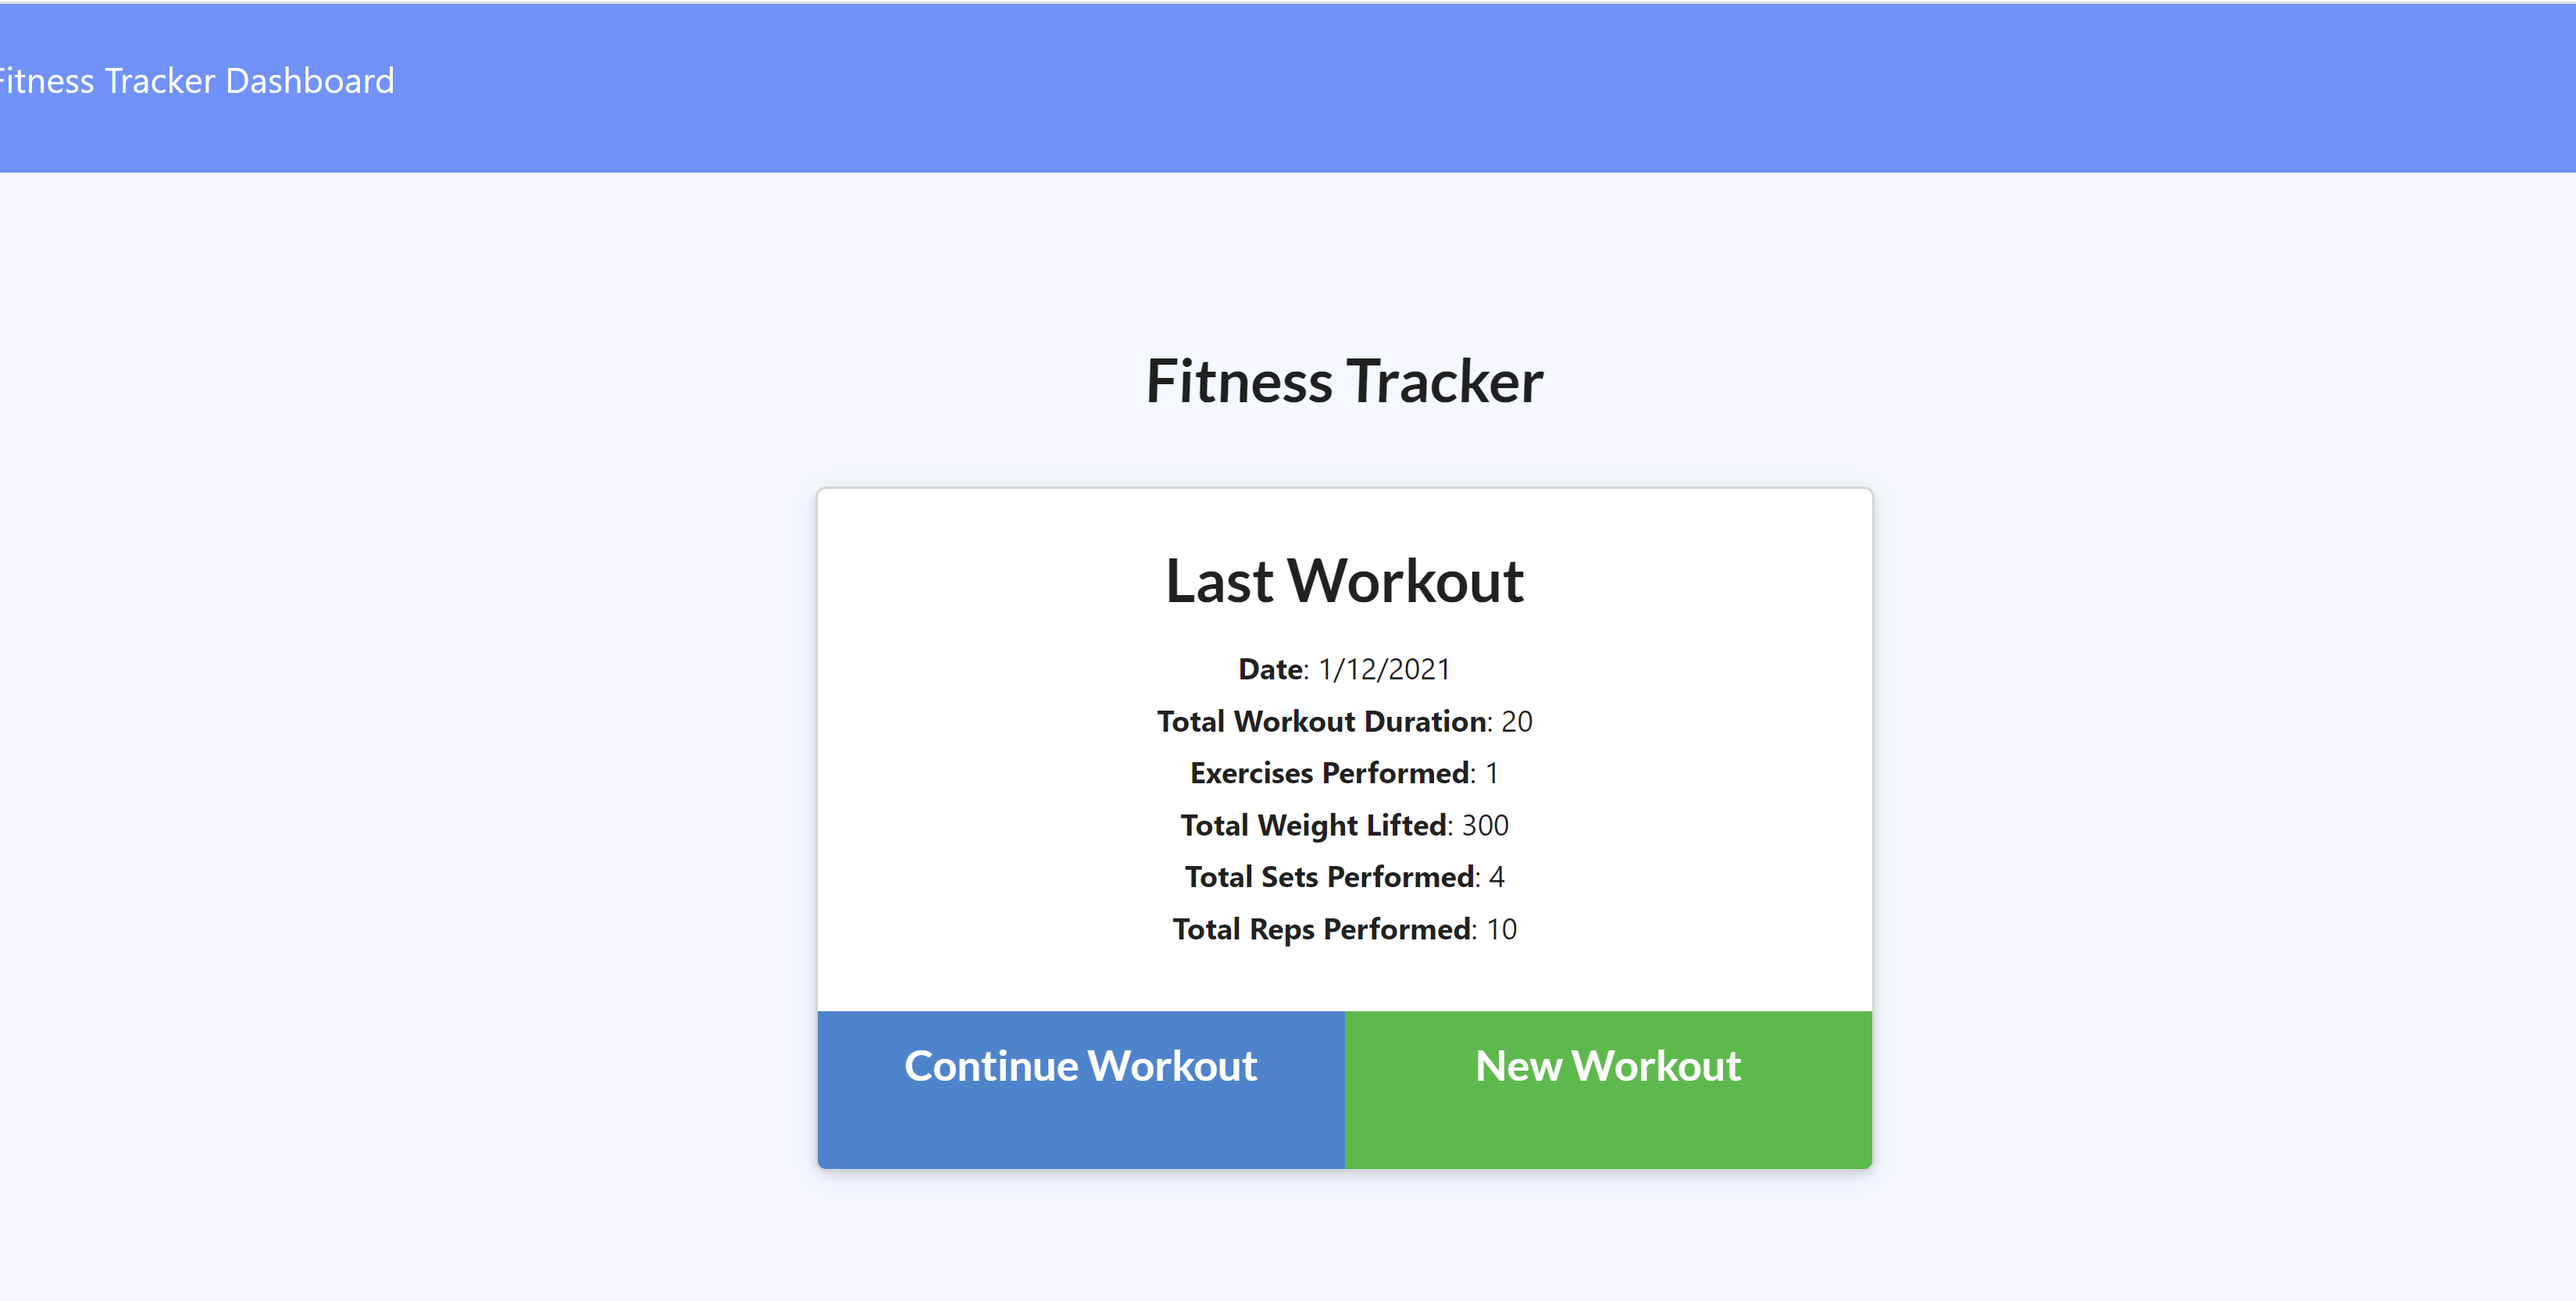 Fitness Tracker Dashboard
Fitness Tracker
Last Workout
Date: 1/12/2021
Total Workout Duration: 20
Exercises Performed: 1
Total Weight Lifted: 300
Total Sets Performed: 4
Total Reps Performed: 10
Continue Workout
New Workout